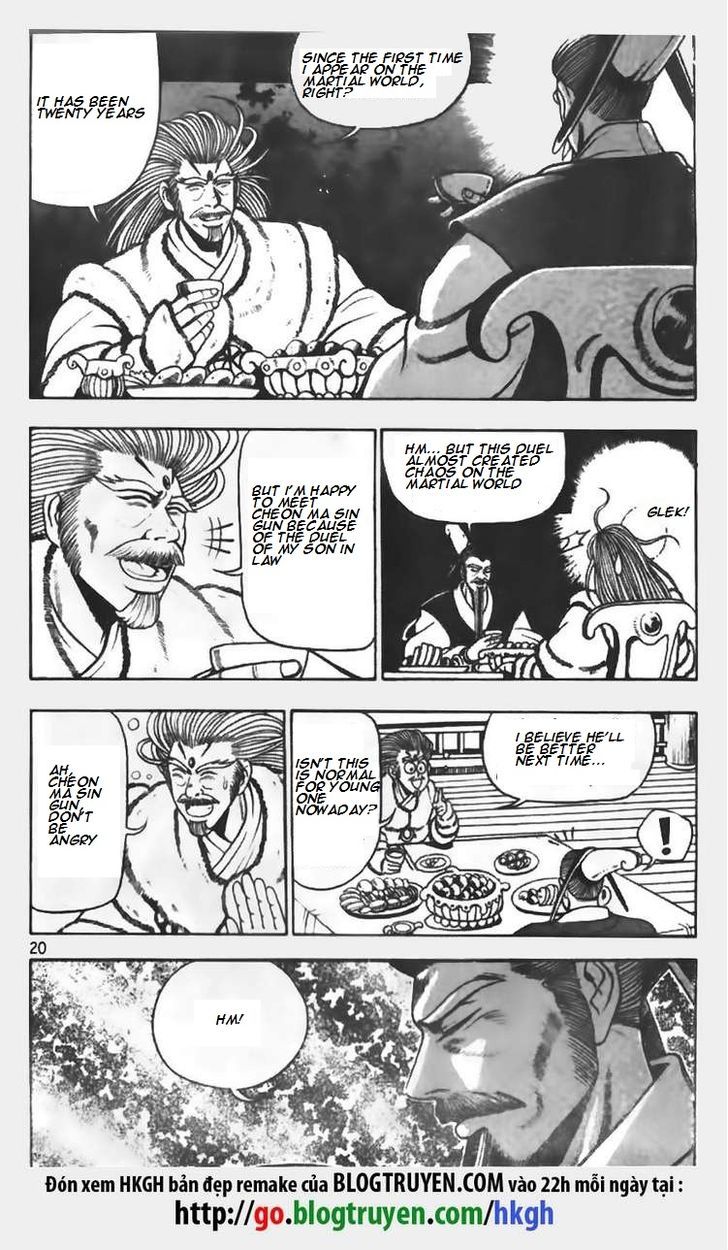 IT HAS BEEN
TWENTY YEARS
SINCE THE FIRST TIME
I APPEAR ON THE
MARTIAL WORLD,
RIGHT?
BUT I'M HAPPY
TO MEET
CHEON MA SIN
GUN BECAUSE
OF THE DUEL
OF MY SON IN
LAW
HM... BUT THIS DUEL
ALMOST CREATED
CHAOS ON THE
MARTIAL WORLD
GLEK!
AH,
CHEON
MA SIN
GUN,
DON'T
BE
ANGRY
ISN'T THIS
IS NORMAL
FOR YOUNG
ONE
NOWADAY?
I BELIEVE HE'LL
BE BETTER
NEXT TIME...
!
20
HM!
Đón xem HKGH bản đẹp remake của BLOGTRUYEN.COM vào 22h mỗi ngày tại :
http://go.blogtruyen.com/hkgh